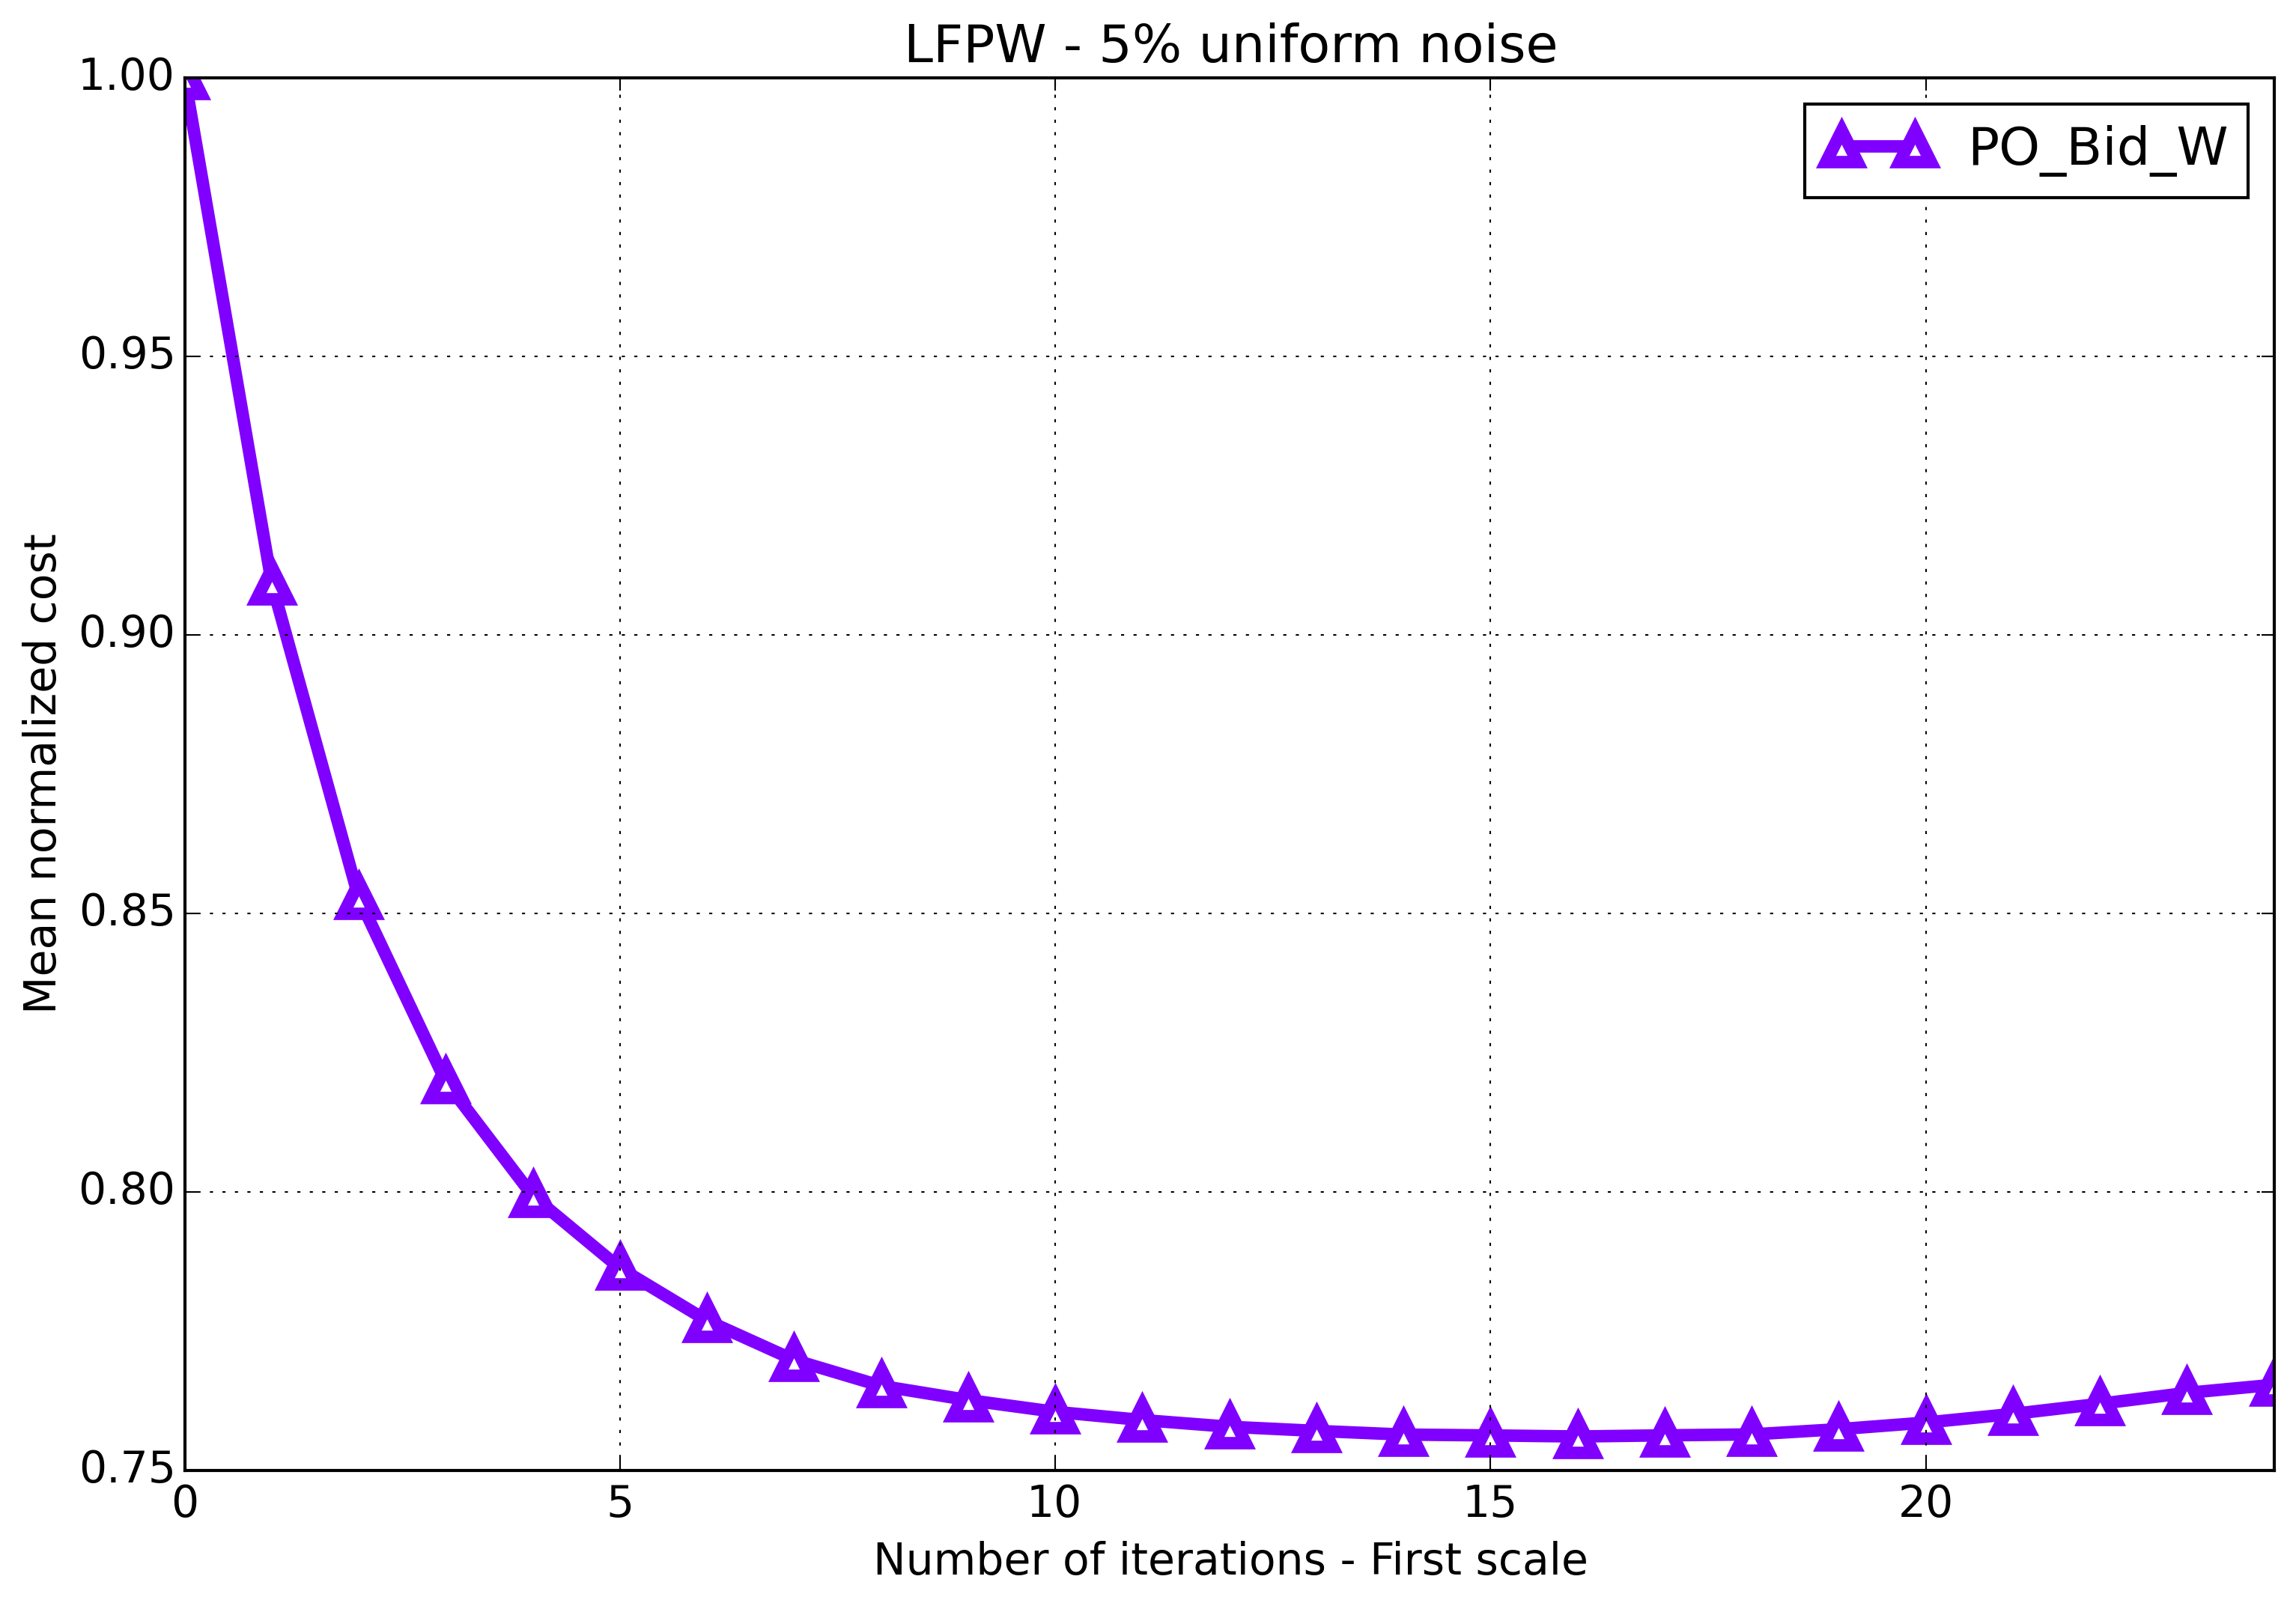 LFPW - 5% uniform noise
PO_Bid_W
1.00
0.95
0.90
0.85
0.80
0.75
Mean normalized cost
0 5 10 15 20
Number of iterations - First scale